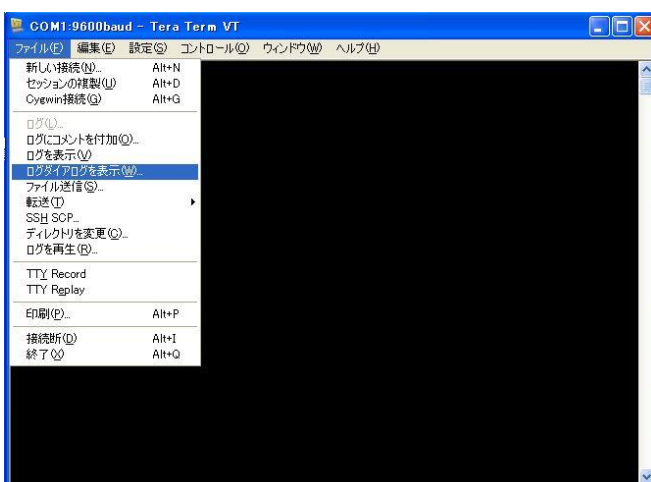 COM1:9600baud - Tera Term VT
ファイル(F) 編集(E) 設定(S) コントロール(O) ウィンドウ(W) ヘルプ(H)
新しい接続(N)... Alt+N
セッションの複製(U) Alt+D
Cygwin接続(G) Alt+G
ログ(L)...
ログにコメントを付加(O)...
ログを表示(V)
ログダイアログを表示(W)...
ファイル送信(S)...
転送(T)
SSH SCP...
ディレクトリを変更(C)...
ログを再生(R)...
TTY Record
TTY Replay
印刷(P)... Alt+P
接続断(D) Alt+I
終了(X) Alt+Q